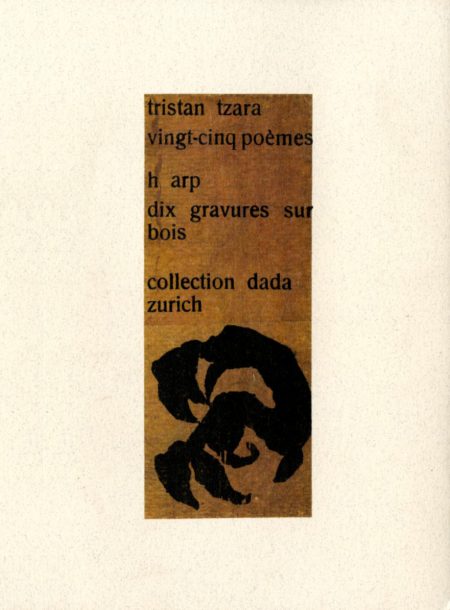 tristan tzara
vingt-cinq poèmes
h arp
dix gravures sur
bois
collection dada
zurich